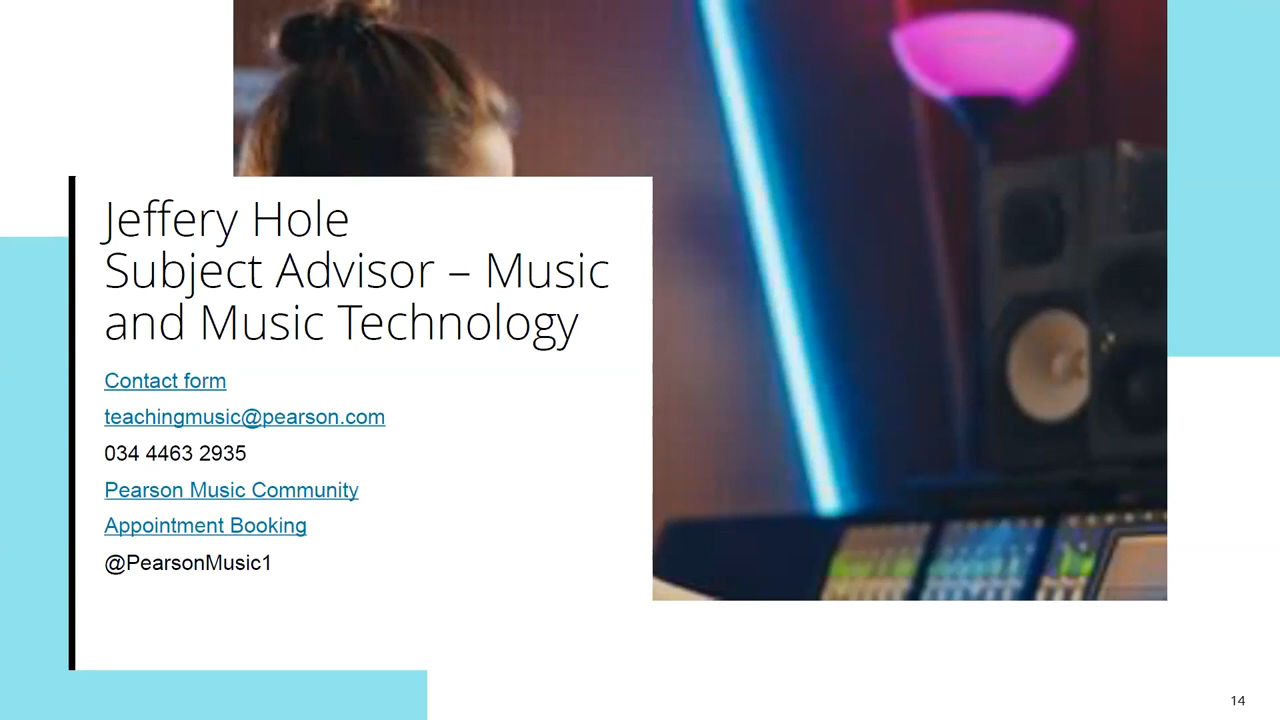 Jeffery Hole
Subject Advisor – Music
and Music Technology
Contact form
teachingmusic@pearson.com
034 4463 2935
Pearson Music Community
Appointment Booking
@PearsonMusic1
14